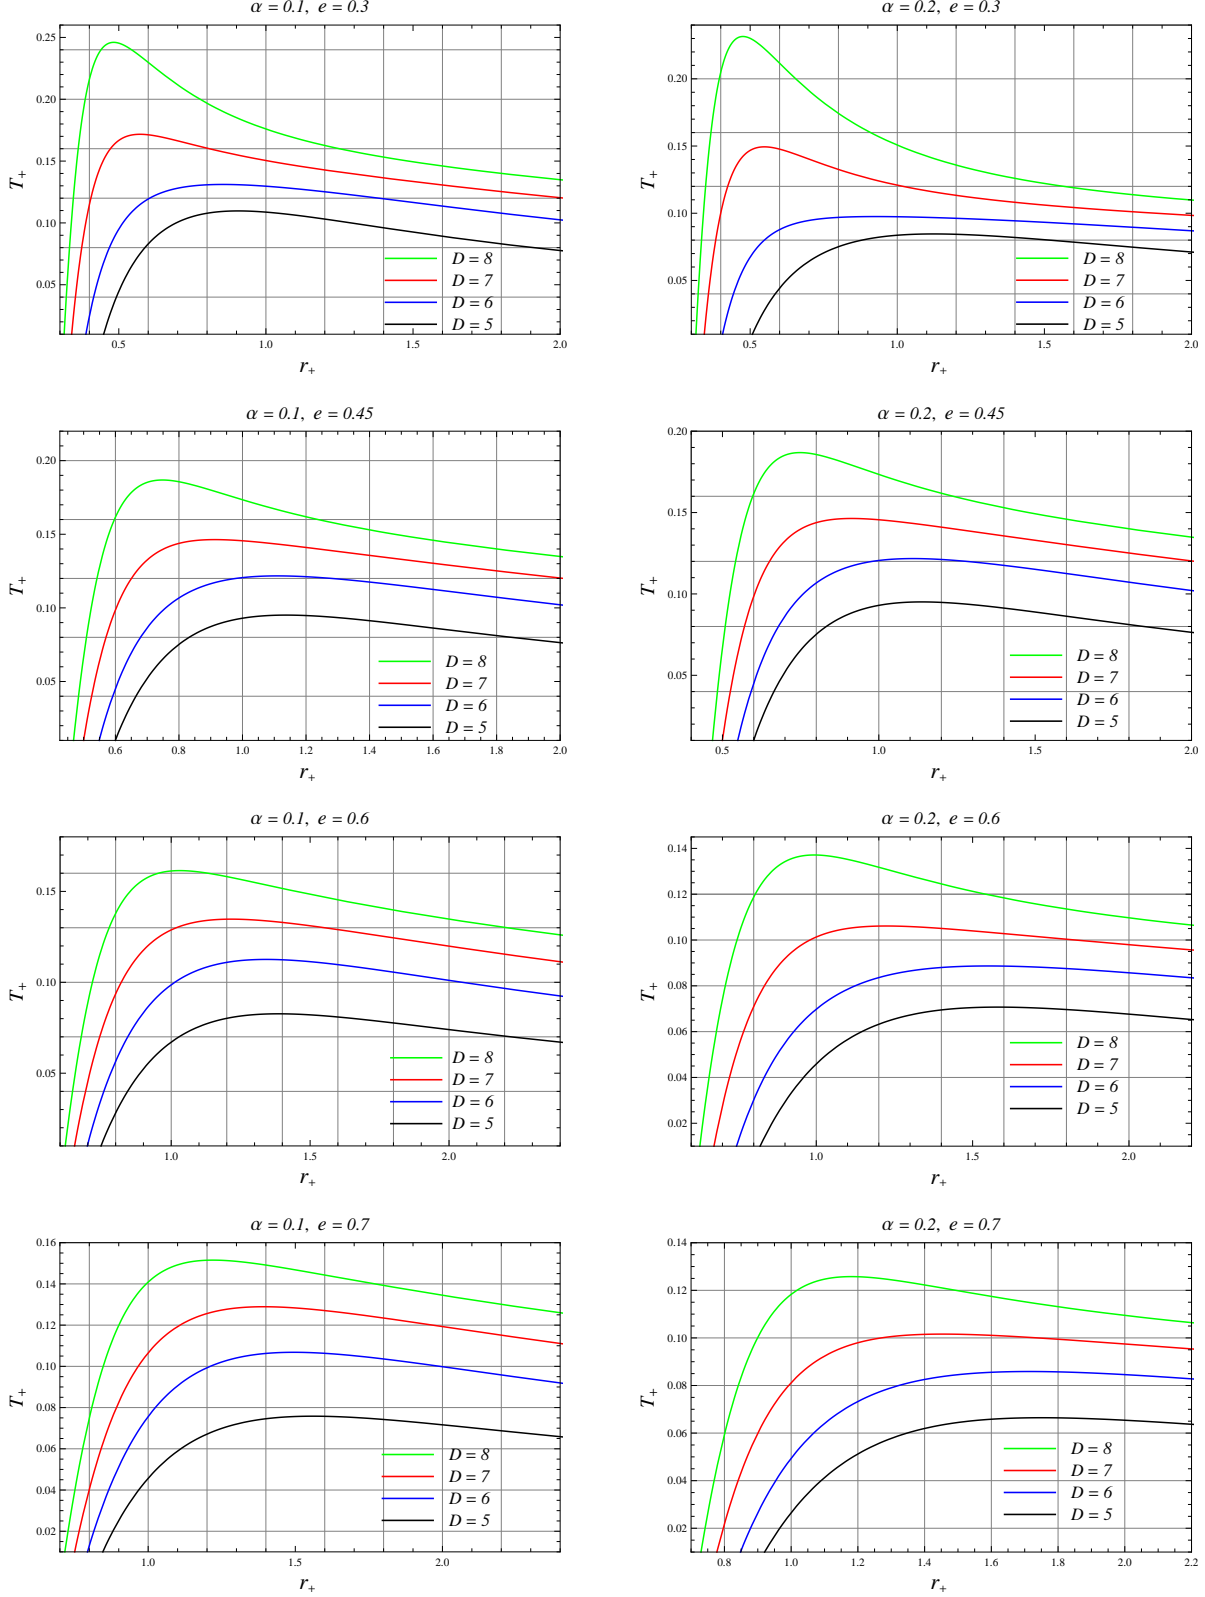 α = 0.1, e = 0.3
T₊
0.25
0.20
0.15
0.10
0.05
D = 8
D = 7
D = 6
D = 5
0.5 1.0 1.5 2.0
r₊
α = 0.2, e = 0.3
T₊
0.20
0.15
0.10
0.05
D = 8
D = 7
D = 6
D = 5
0.5 1.0 1.5 2.0
r₊
α = 0.1, e = 0.45
T₊
0.20
0.15
0.10
0.05
D = 8
D = 7
D = 6
D = 5
0.6 0.8 1.0 1.2 1.4 1.6 1.8 2.0
r₊
α = 0.2, e = 0.45
T₊
0.20
0.15
0.10
0.05
D = 8
D = 7
D = 6
D = 5
0.5 1.0 1.5 2.0
r₊
α = 0.1, e = 0.6
T₊
0.15
0.10
0.05
D = 8
D = 7
D = 6
D = 5
1.0 1.5 2.0
r₊
α = 0.2, e = 0.6
T₊
0.14
0.12
0.10
0.08
0.06
0.04
0.02
D = 8
D = 7
D = 6
D = 5
1.0 1.5 2.0
r₊
α = 0.1, e = 0.7
T₊
0.16
0.14
0.12
0.10
0.08
0.06
0.04
0.02
D = 8
D = 7
D = 6
D = 5
1.0 1.5 2.0
r₊
α = 0.2, e = 0.7
T₊
0.14
0.12
0.10
0.08
0.06
0.04
0.02
D = 8
D = 7
D = 6
D = 5
0.8 1.0 1.2 1.4 1.6 1.8 2.0 2.2
r₊